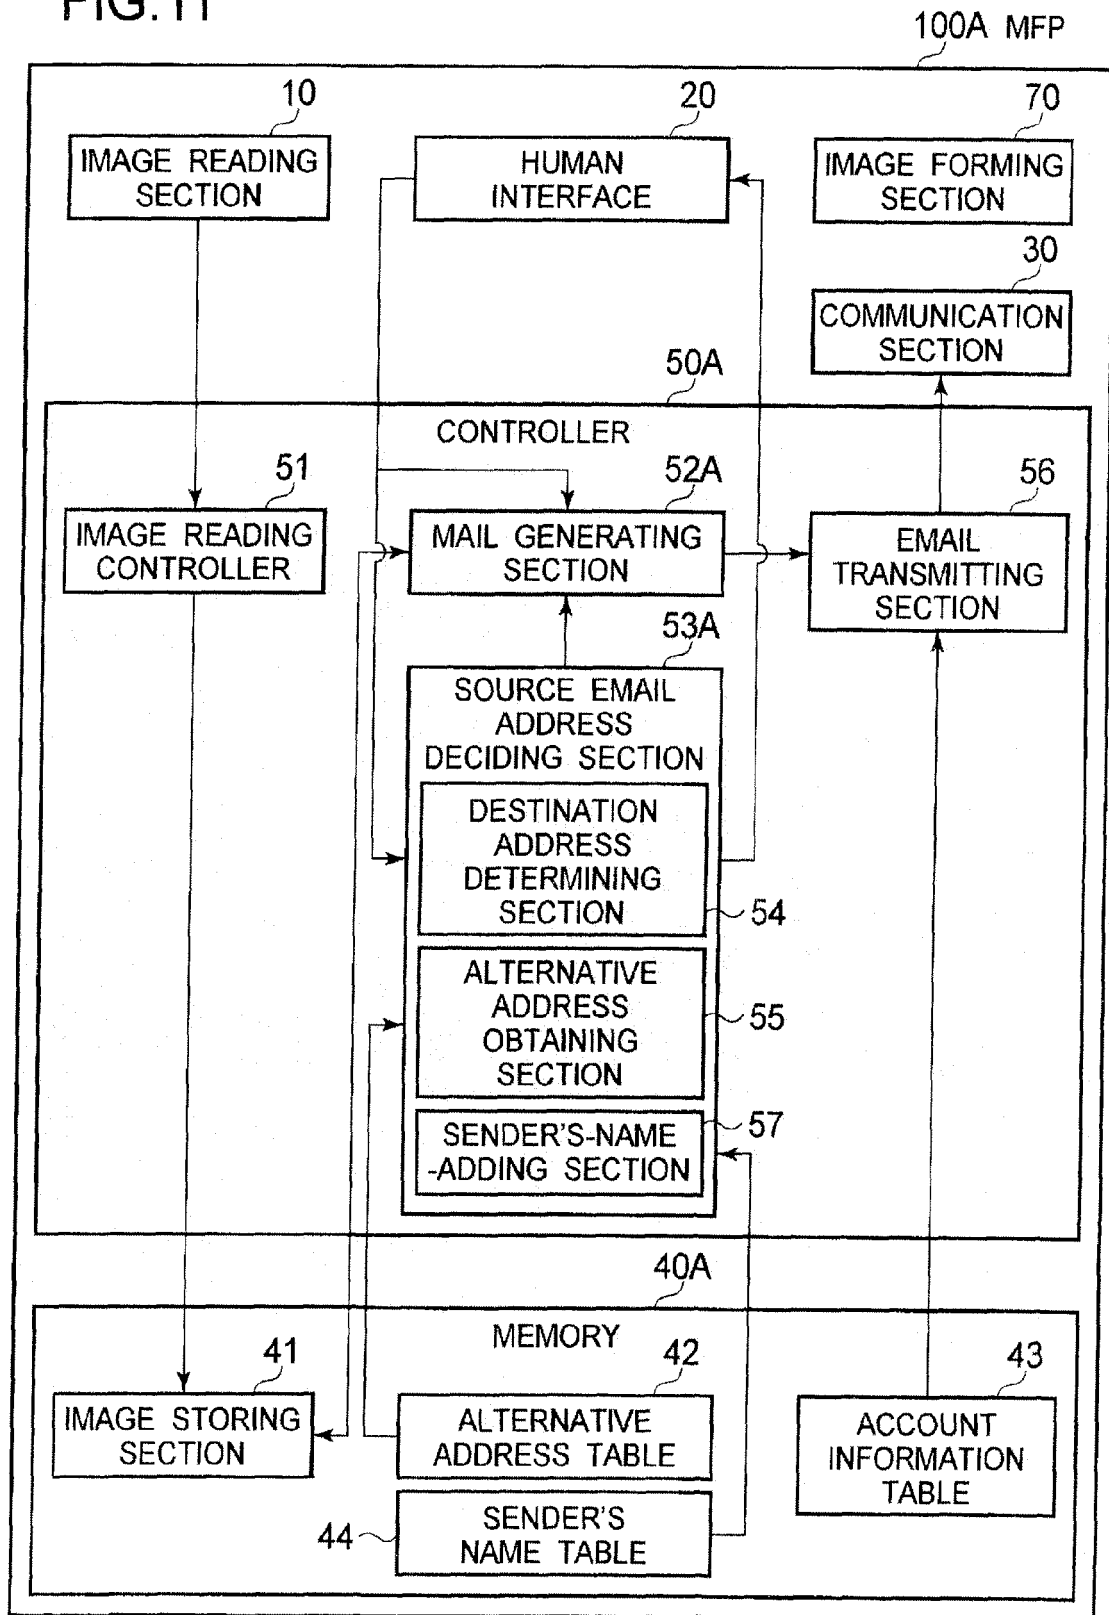 FIG. 11
100A MFP
10
IMAGE READING
SECTION
20
HUMAN
INTERFACE
70
IMAGE FORMING
SECTION
30
COMMUNICATION
SECTION
50A
CONTROLLER
51
IMAGE READING
CONTROLLER
52A
MAIL GENERATING
SECTION
56
EMAIL
TRANSMITTING
SECTION
53A
SOURCE EMAIL
ADDRESS
DECIDING SECTION
DESTINATION
ADDRESS
DETERMINING
SECTION
54
ALTERNATIVE
ADDRESS
OBTAINING
SECTION
55
SENDER'S-NAME
-ADDING SECTION
57
40A
MEMORY
41
IMAGE STORING
SECTION
42
ALTERNATIVE
ADDRESS TABLE
43
ACCOUNT
INFORMATION
TABLE
44
SENDER'S
NAME TABLE